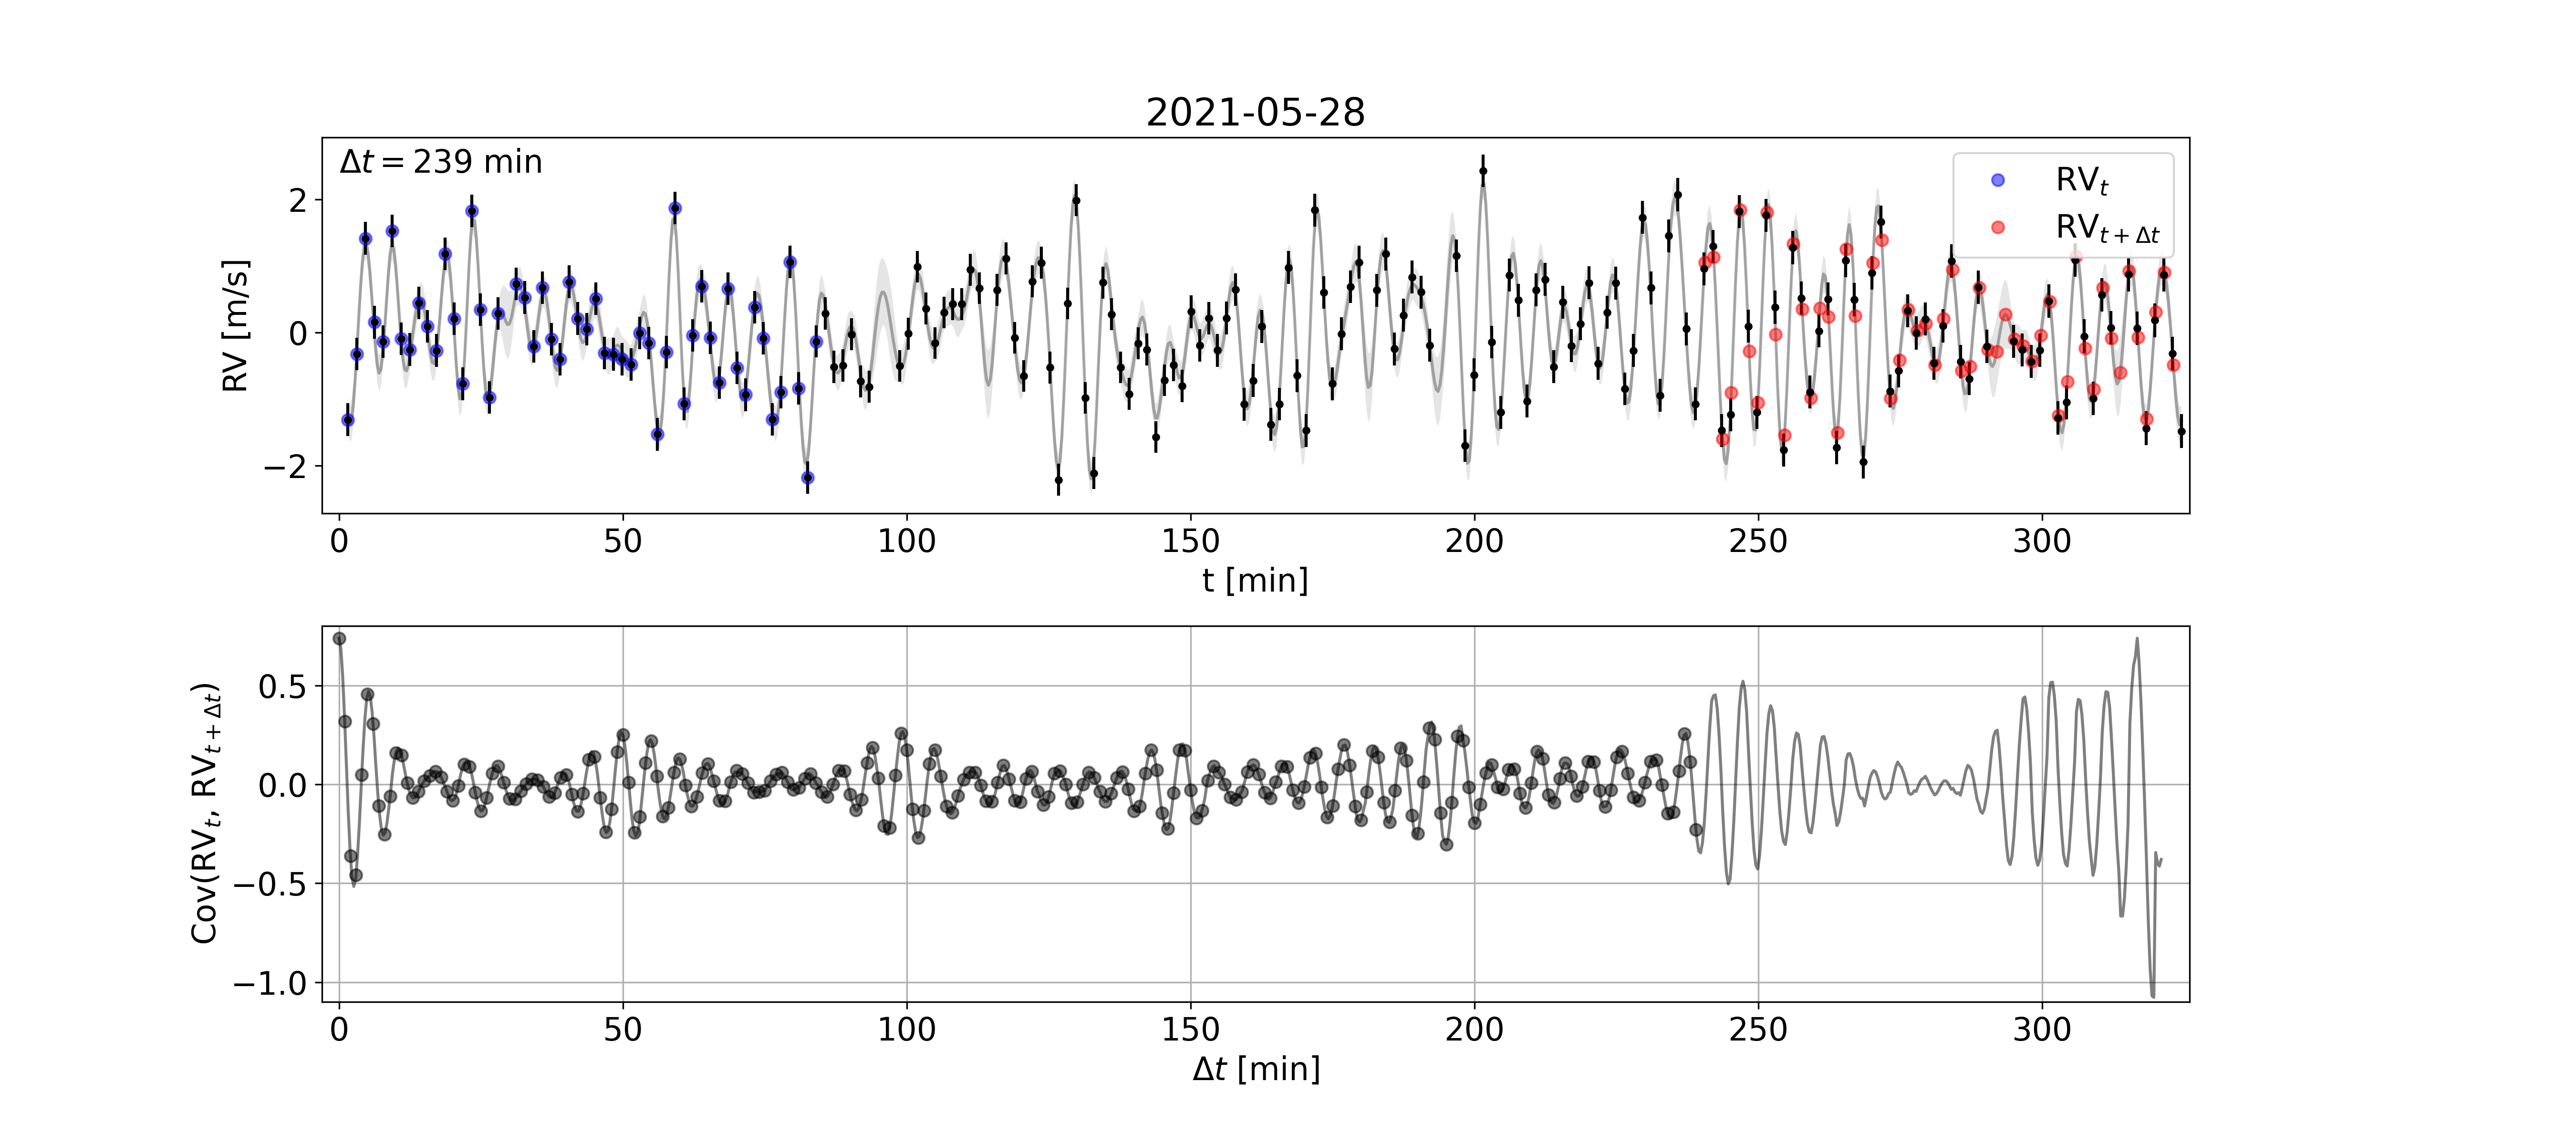 2021-05-28
Δt = 239 min
RV_t
RV_{t+Δt}
RV [m/s]
2
0
−2
0 50 100 150 200 250 300
t [min]
Cov(RV_t, RV_{t+Δt})
0.5
0.0
−0.5
−1.0
0 50 100 150 200 250 300
Δt [min]